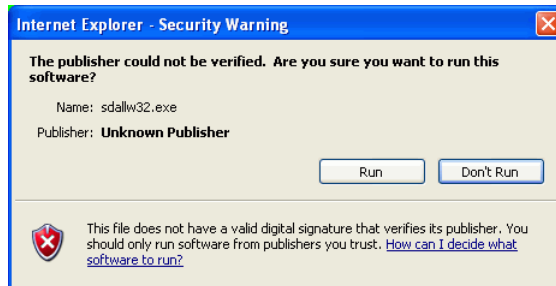 Internet Explorer - Security Warning
The publisher could not be verified.  Are you sure you want to run this
software?
Name: sdallw32.exe
Publisher: Unknown Publisher
Run Don't Run
This file does not have a valid digital signature that verifies its publisher. You
should only run software from publishers you trust. How can I decide what
software to run?